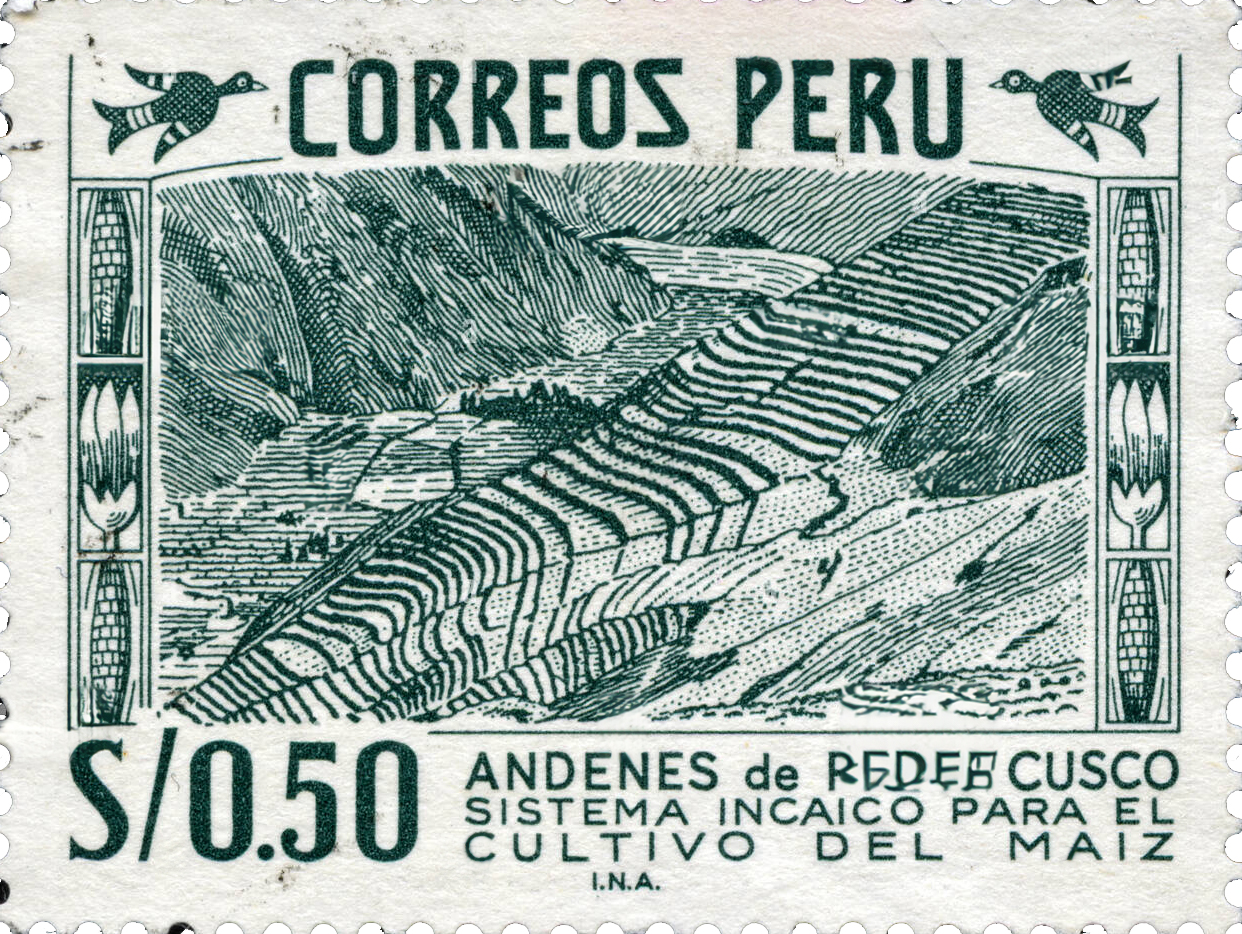 CORREOS PERU
S/0.50
ANDENES de CUSCO
SISTEMA INCAICO PARA EL
CULTIVO DEL MAIZ
I.N.A.